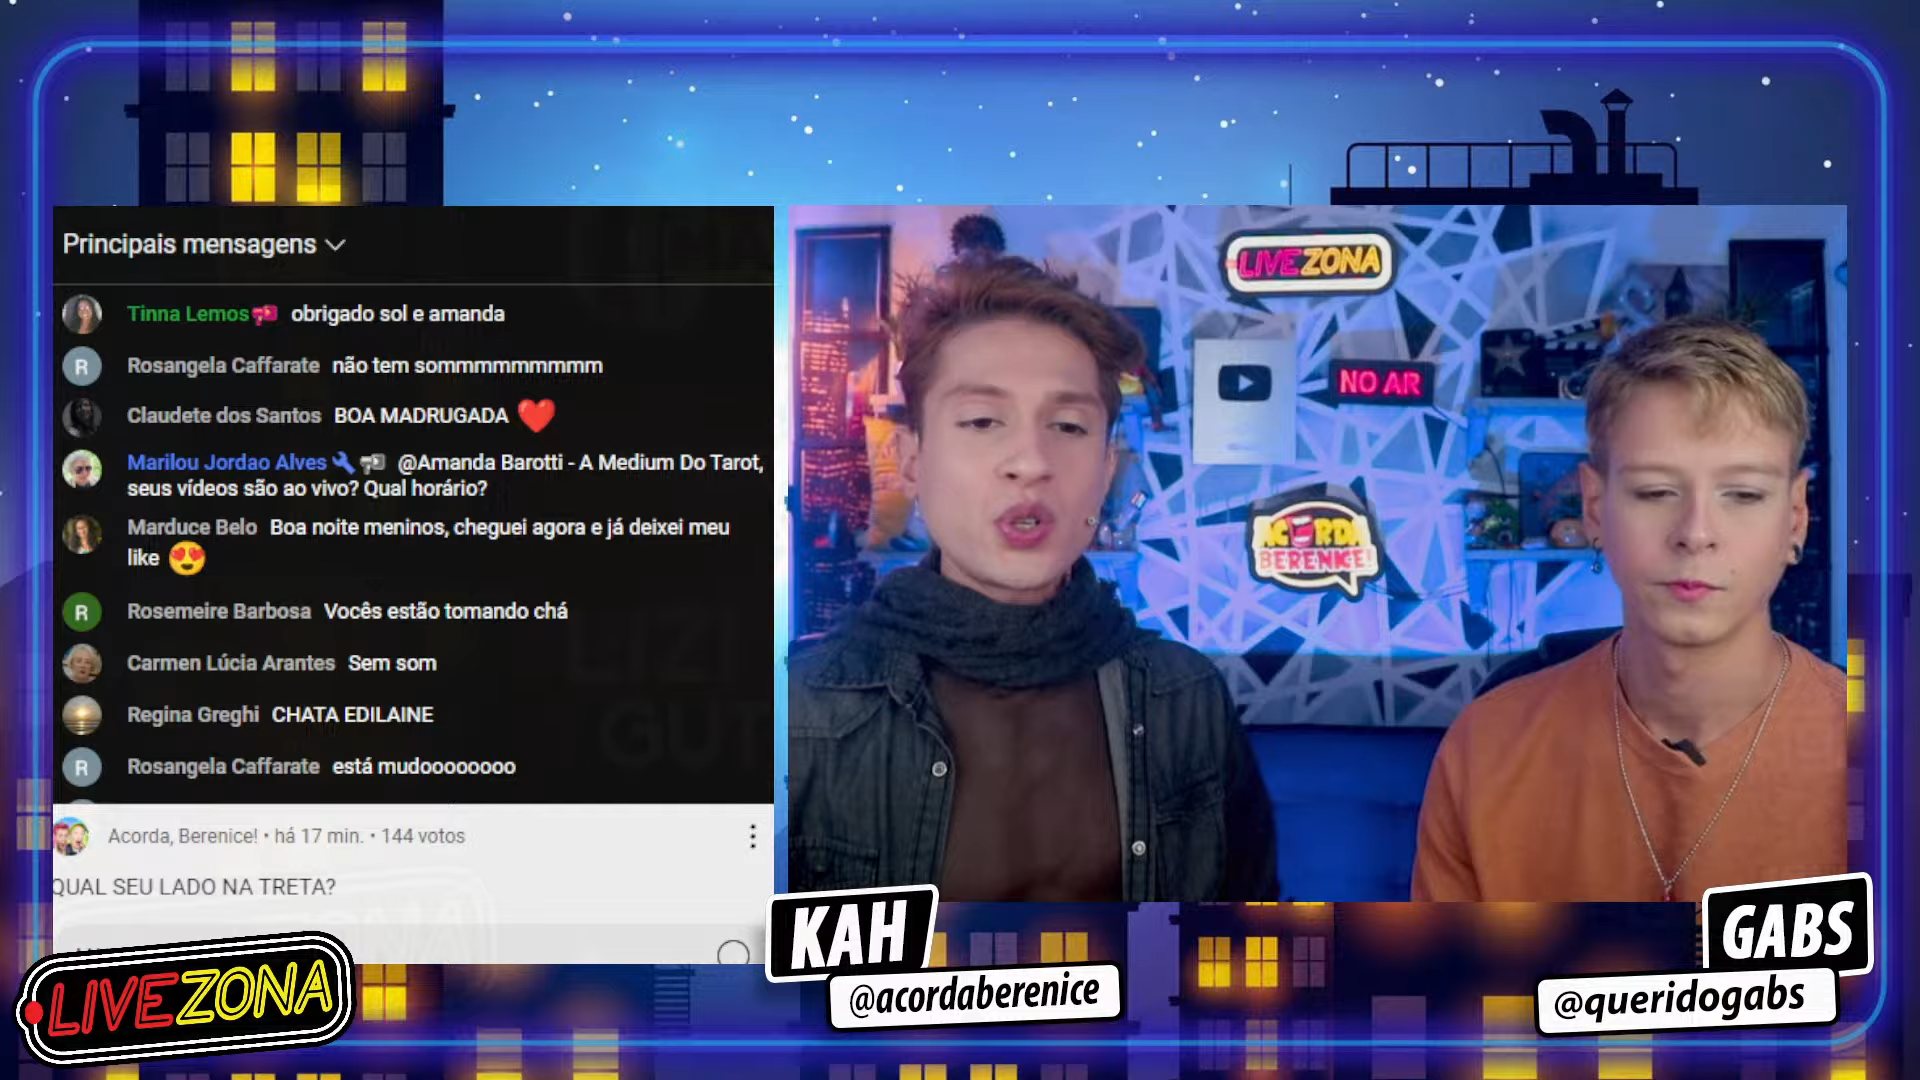 Principais mensagens
Tinna Lemos obrigado sol e amanda
Rosangela Caffarate não tem sommmmmmmmm
Claudete dos Santos BOA MADRUGADA
Marilou Jordao Alves @Amanda Barotti - A Medium Do Tarot,
seus vídeos são ao vivo? Qual horário?
Marduce Belo Boa noite meninos, cheguei agora e já deixei meu
like
R Rosemeire Barbosa Vocês estão tomando chá
Carmen Lúcia Arantes Sem som
Regina Greghi CHATA EDILAINE
R Rosangela Caffarate está mudoooooooo
Acorda, Berenice! • há 17 min. • 144 votos
QUAL SEU LADO NA TRETA?
LIVEZONA
LIVEZONA
NO AR
ACORDA
BERENICE!
KAH
@acordaberenice
GABS
@queridogabs